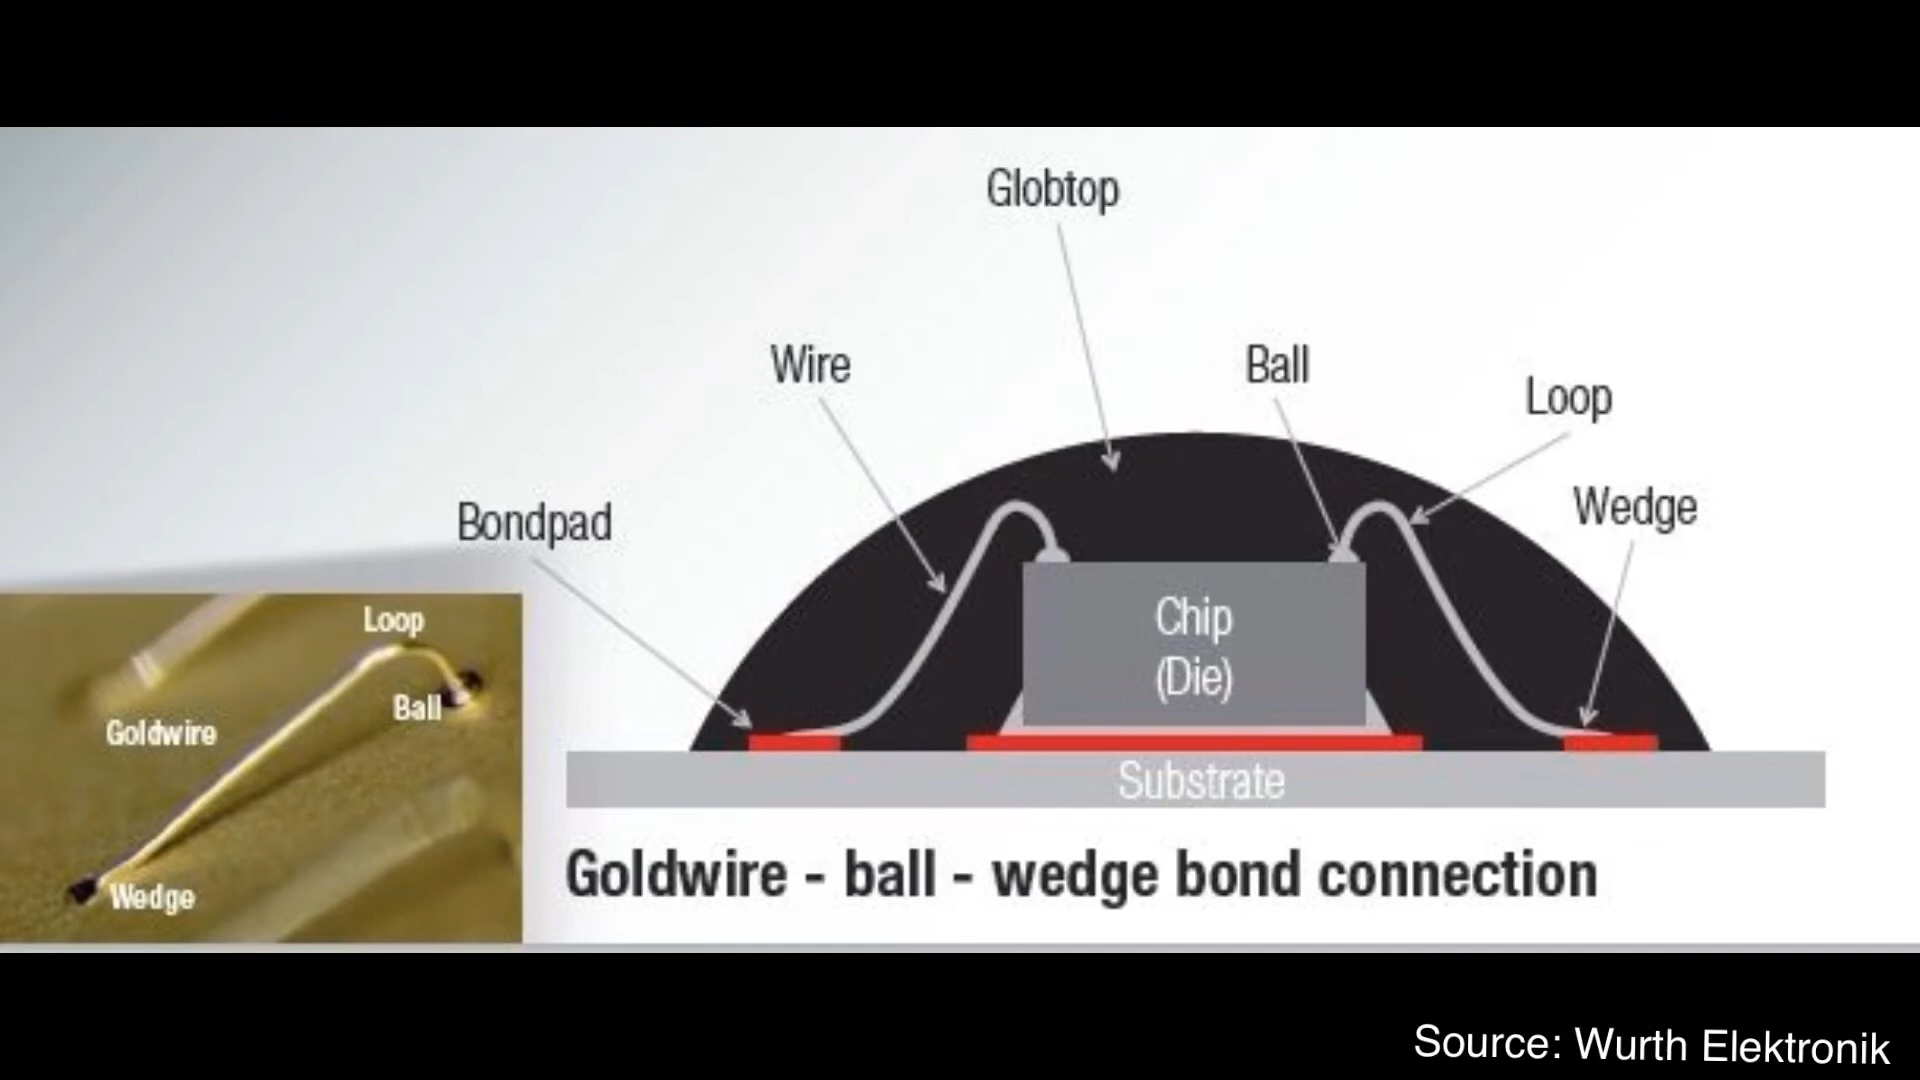 Globtop
Wire
Ball
Loop
Wedge
Bondpad
Chip
(Die)
Substrate
Loop
Ball
Goldwire
Wedge
Goldwire - ball - wedge bond connection
Source: Wurth Elektronik